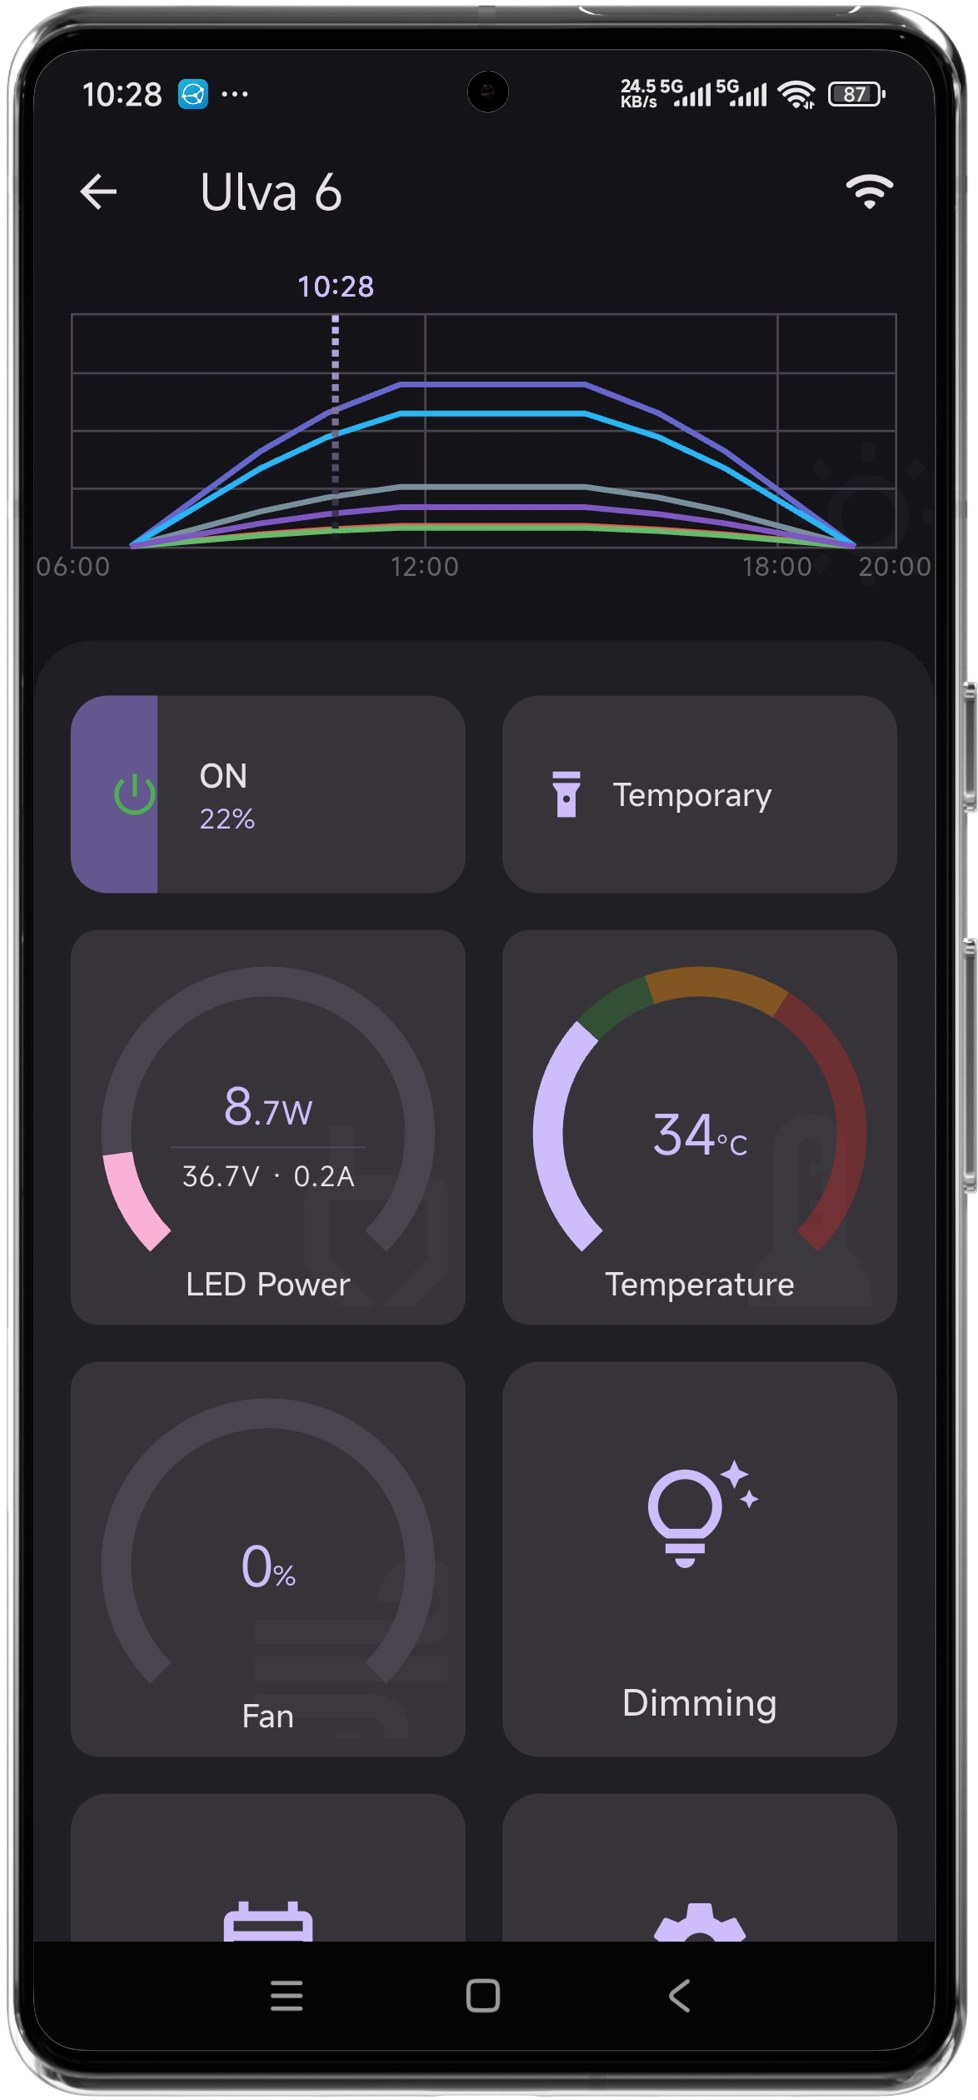 10:28 ... 24.5 KB/s 5G 5G 87
Ulva 6
10:28
06:00 12:00 18:00 20:00
ON
22%
Temporary
8.7W
36.7V · 0.2A
LED Power
34°C
Temperature
0%
Fan
Dimming